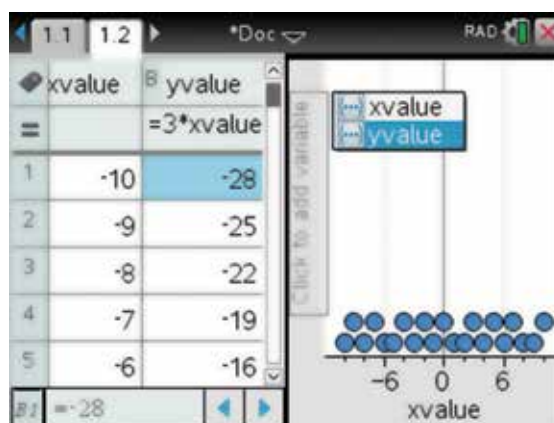 1.1 1.2 *Doc RAD
xvalue B yvalue
= =3*xvalue
1 -10 -28
2 -9 -25
3 -8 -22
4 -7 -19
5 -6 -16
B1 =-28
Click to add variable
xvalue
yvalue
-6 0 6
xvalue